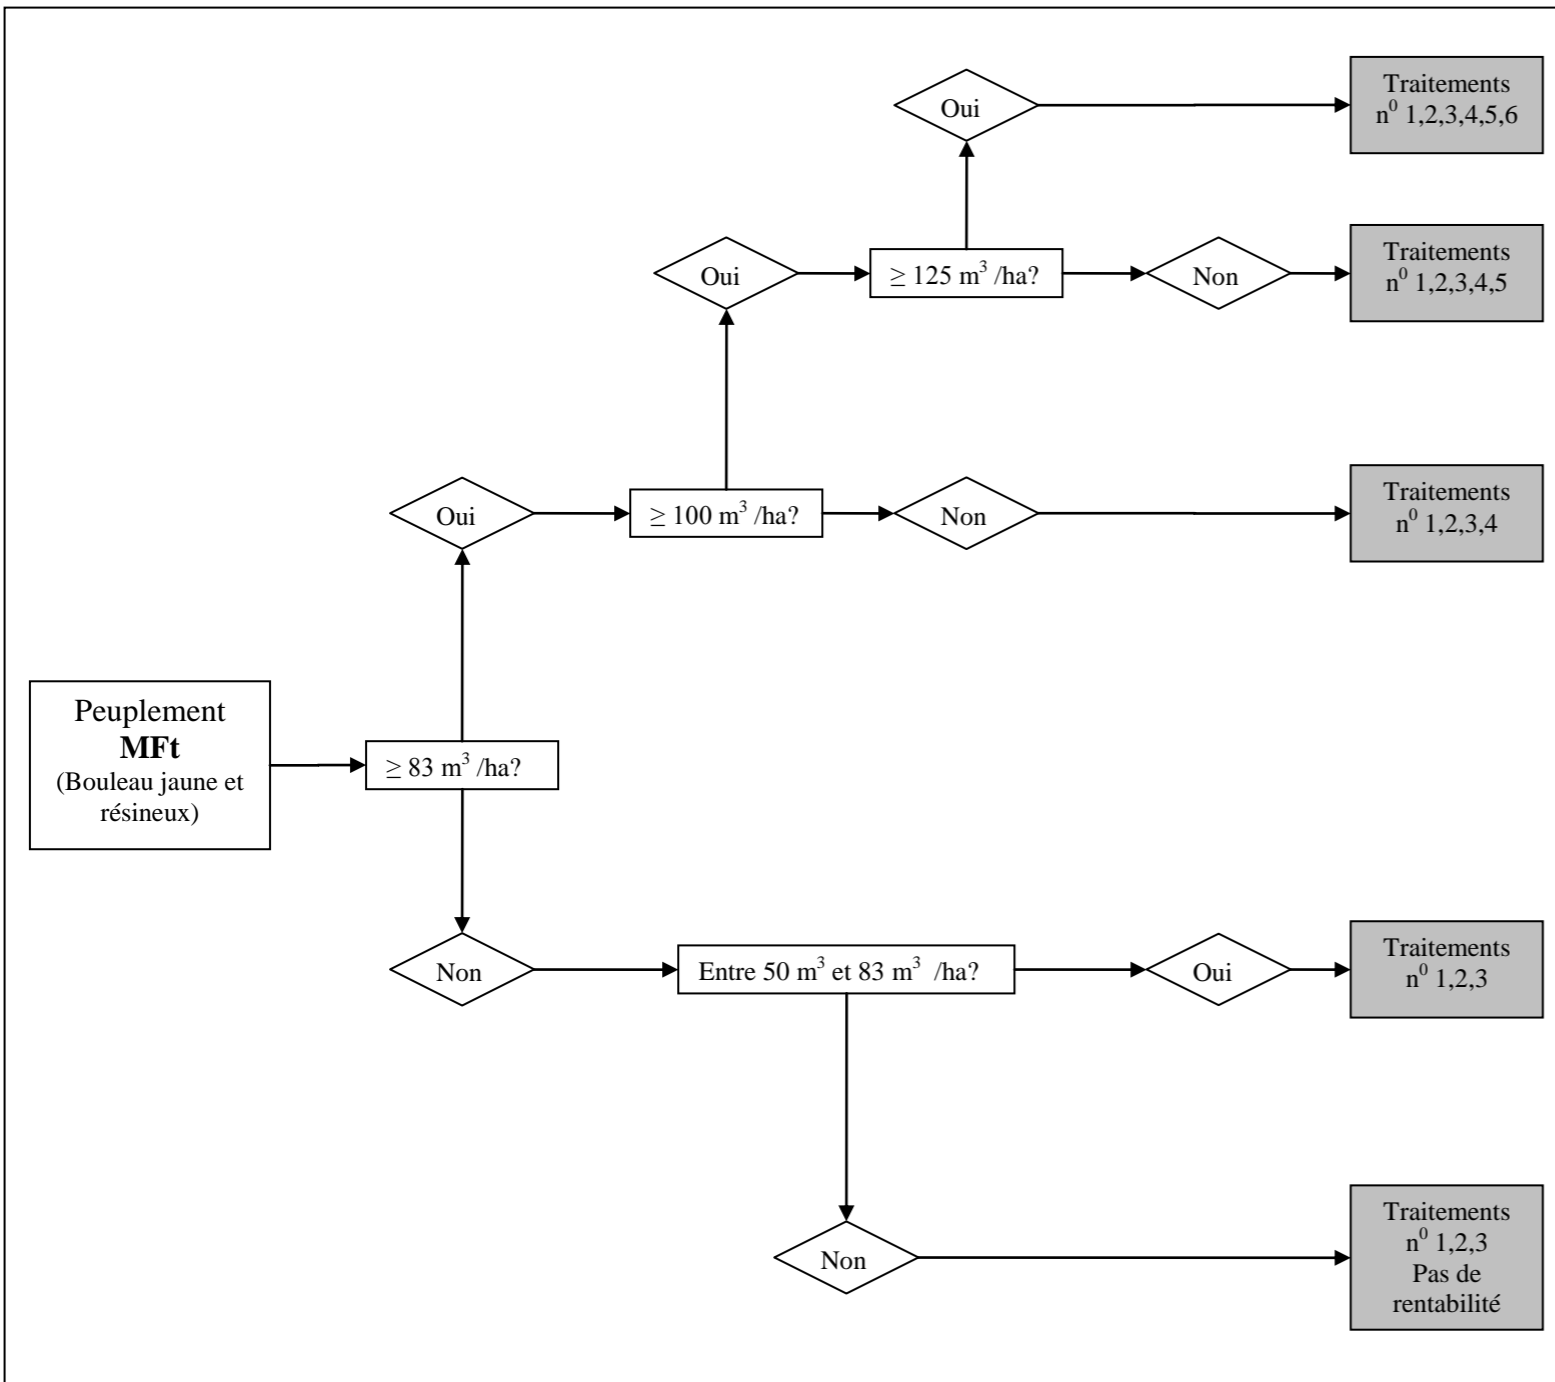 Oui
Traitements
n⁰ 1,2,3,4,5,6
Oui
≥ 125 m³ /ha?
Non
Traitements
n⁰ 1,2,3,4,5
Oui
≥ 100 m³ /ha?
Non
Traitements
n⁰ 1,2,3,4
Peuplement
MFt
(Bouleau jaune et
résineux)
≥ 83 m³ /ha?
Non
Entre 50 m³ et 83 m³ /ha?
Oui
Traitements
n⁰ 1,2,3
Non
Traitements
n⁰ 1,2,3
Pas de
rentabilité